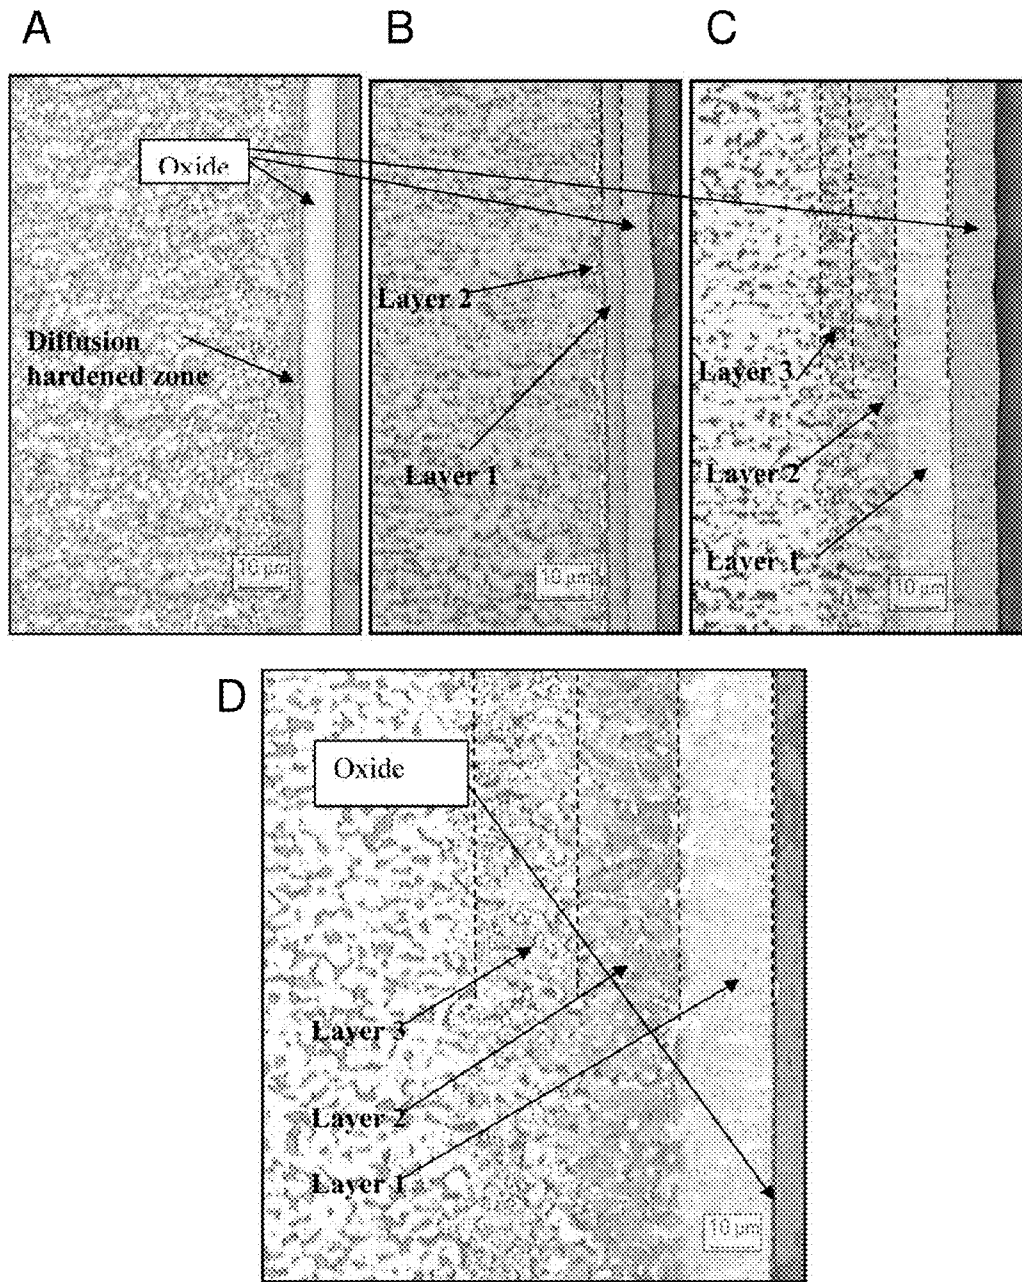 A
B
C
Oxide
Layer 2
Diffusion
hardened zone
Layer 3
Layer 1
Layer 2
Layer 1
10 µm
10 µm
10 µm
D
Oxide
Layer 3
Layer 2
Layer 1
10 µm